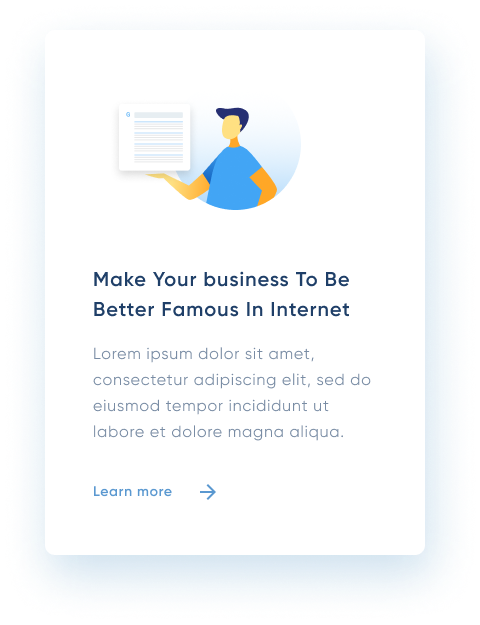 G
Make Your business To Be
Better Famous In Internet
Lorem ipsum dolor sit amet,
consectetur adipiscing elit, sed do
eiusmod tempor incididunt ut
labore et dolore magna aliqua.
Learn more